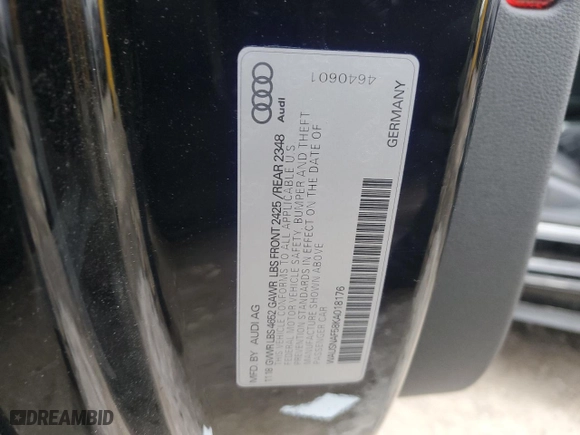 Audi
4640601
MFD BY AUDI AG
11.18 GVWR LBS 4652 GAWR LBS FRONT 2425 / REAR 2348
THIS VEHICLE CONFORMS TO ALL APPLICABLE U.S.
FEDERAL MOTOR VEHICLE SAFETY, BUMPER AND THEFT
PREVENTION STANDARDS IN EFFECT ON THE DATE OF
MANUFACTURE SHOWN ABOVE
PASSENGER CAR
GERMANY
DREAMBID